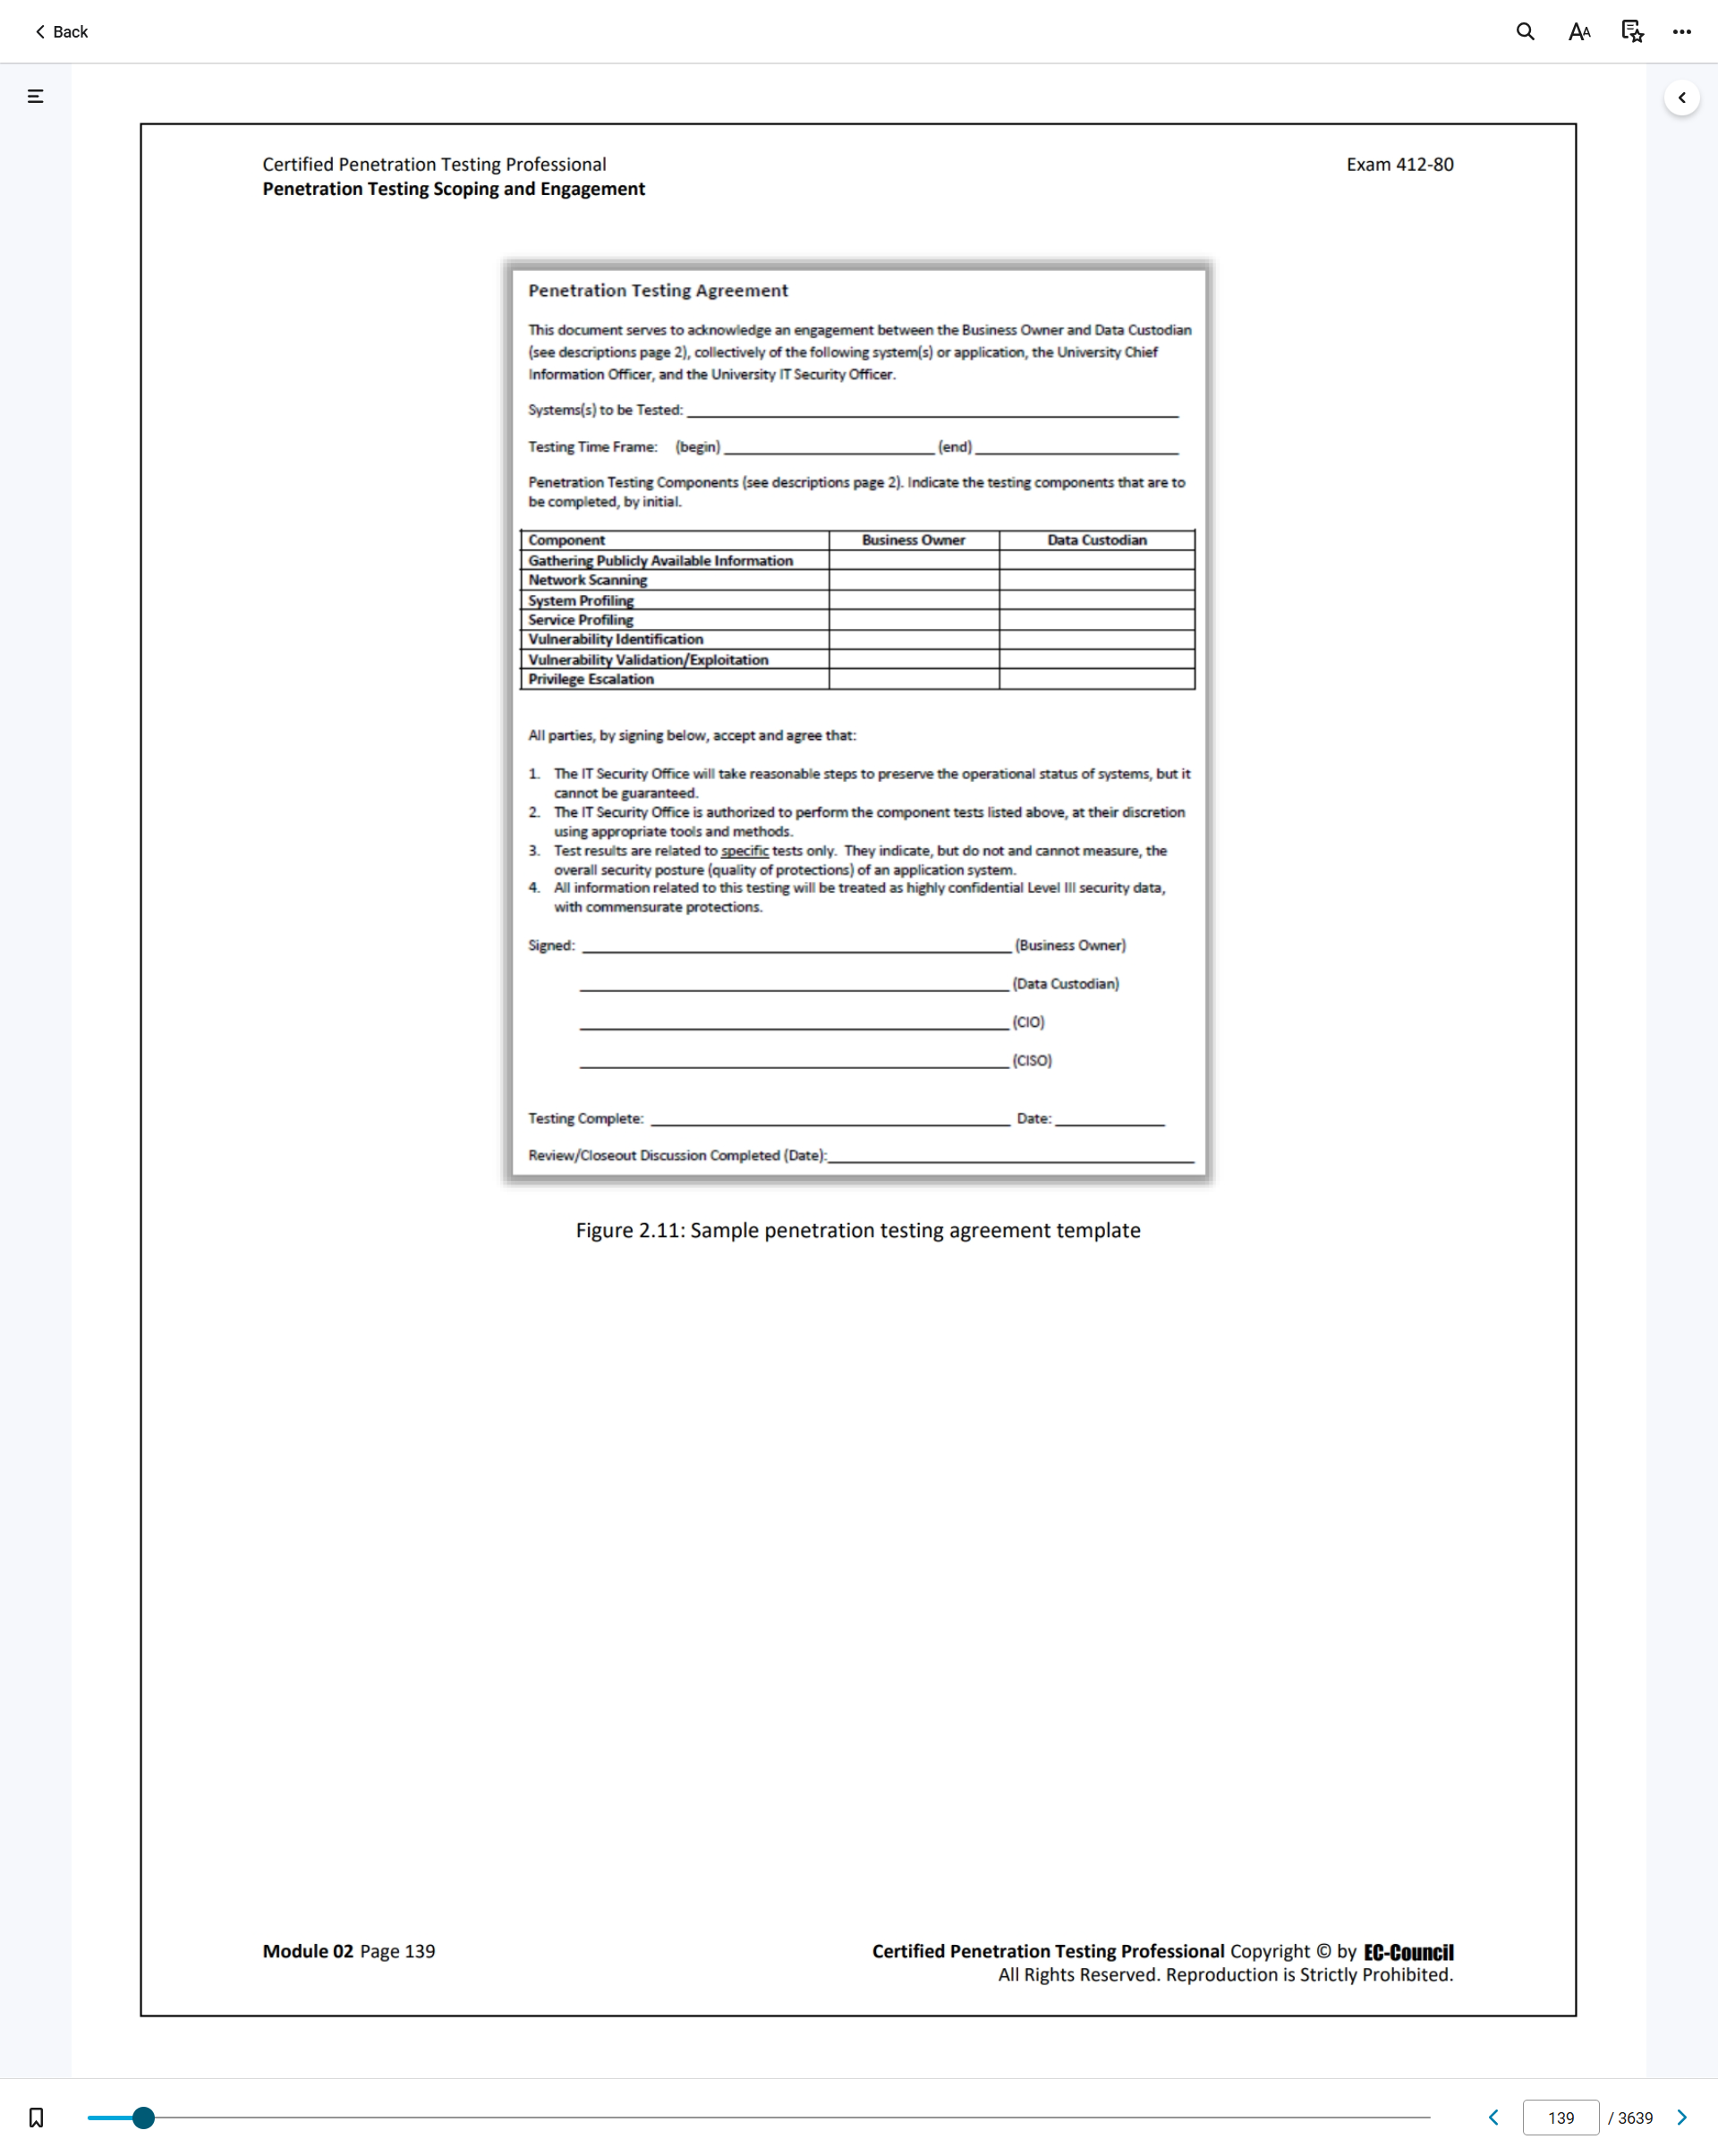 Back
Certified Penetration Testing Professional
Exam 412-80
Penetration Testing Scoping and Engagement
Penetration Testing Agreement
This document serves to acknowledge an engagement between the Business Owner and Data Custodian
(see descriptions page 2), collectively of the following system(s) or application, the University Chief
Information Officer, and the University IT Security Officer.
Systems(s) to be Tested:
Testing Time Frame: (begin) (end)
Penetration Testing Components (see descriptions page 2). Indicate the testing components that are to
be completed, by initial.
Component Business Owner Data Custodian
Gathering Publicly Available Information
Network Scanning
System Profiling
Service Profiling
Vulnerability Identification
Vulnerability Validation/Exploitation
Privilege Escalation
All parties, by signing below, accept and agree that:
1. The IT Security Office will take reasonable steps to preserve the operational status of systems, but it
cannot be guaranteed.
2. The IT Security Office is authorized to perform the component tests listed above, at their discretion
using appropriate tools and methods.
3. Test results are related to specific tests only. They indicate, but do not and cannot measure, the
overall security posture (quality of protections) of an application system.
4. All information related to this testing will be treated as highly confidential Level III security data,
with commensurate protections.
Signed: (Business Owner)
(Data Custodian)
(CIO)
(CISO)
Testing Complete: Date:
Review/Closeout Discussion Completed (Date):
Figure 2.11: Sample penetration testing agreement template
Module 02 Page 139
Certified Penetration Testing Professional Copyright © by EC-Council
All Rights Reserved. Reproduction is Strictly Prohibited.
139 / 3639